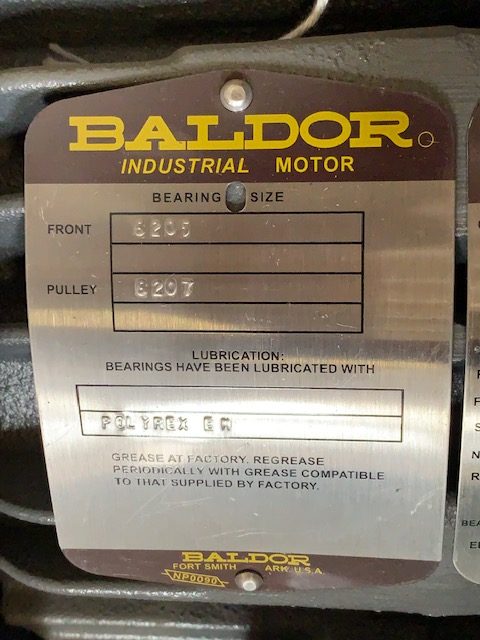 BALDOR
INDUSTRIAL MOTOR
BEARING SIZE
FRONT 6205
PULLEY 6207
LUBRICATION:
BEARINGS HAVE BEEN LUBRICATED WITH
POLYREX EM
GREASE AT FACTORY. REGREASE
PERIODICALLY WITH GREASE COMPATIBLE
TO THAT SUPPLIED BY FACTORY.
BALDOR
FORT SMITH ARK U.S.A.
NP0090